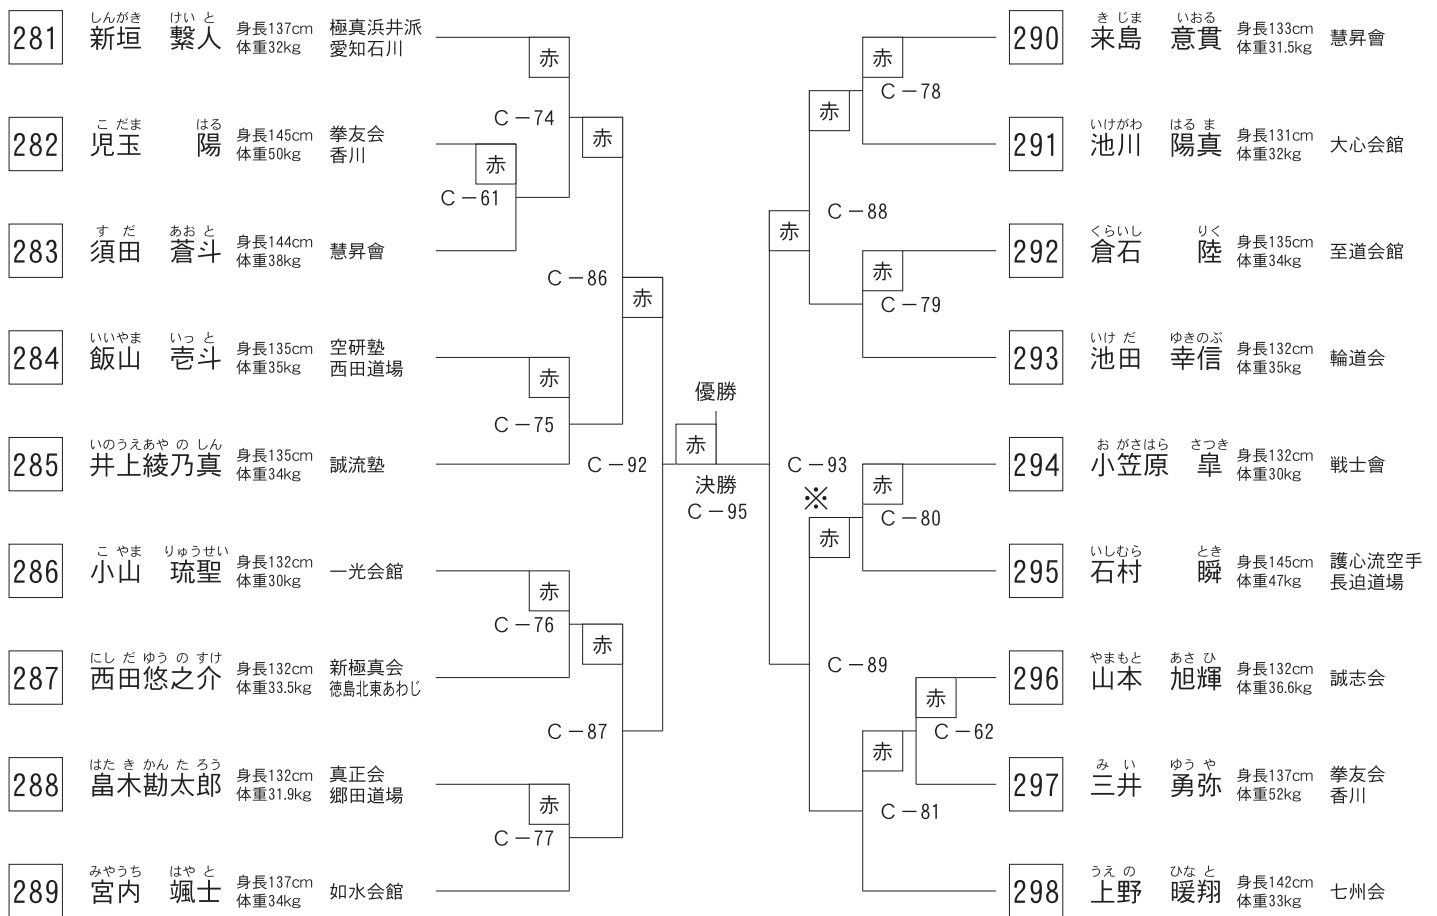 281
しんがき けいと
新垣 繋人
身長137cm
体重32kg
極真浜井派
愛知石川
282
こだま はる
児玉 陽
身長145cm
体重50kg
拳友会
香川
283
すだ あおと
須田 蒼斗
身長144cm
体重38kg
慧昇會
284
いいやま いっと
飯山 壱斗
身長135cm
体重35kg
空研塾
西田道場
285
いのうえあやのしん
井上綾乃真
身長135cm
体重34kg
誠流塾
286
こやま りゅうせい
小山 琉聖
身長132cm
体重30kg
一光会館
287
にしだゆうのすけ
西田悠之介
身長132cm
体重33.5kg
新極真会
徳島北東あわじ
288
はたきかんたろう
畠木勘太郎
身長132cm
体重31.9kg
真正会
郷田道場
289
みやうち はやと
宮内 颯士
身長137cm
体重34kg
如水会館
赤
C－74
赤
赤
C－61
C－86
赤
赤
C－75
C－92
赤
C－76
赤
C－87
赤
C－77
優勝
赤
決勝
C－95
赤
C－78
赤
C－88
赤
赤
C－79
C－93
※
赤
C－80
赤
C－89
赤
C－62
赤
C－81
290
きじま いおる
来島 意貫
身長133cm
体重31.5kg
慧昇會
291
いけがわ はるま
池川 陽真
身長131cm
体重32kg
大心会館
292
くらいし りく
倉石 陸
身長135cm
体重34kg
至道会館
293
いけだ ゆきのぶ
池田 幸信
身長132cm
体重35kg
輪道会
294
おがさはら さつき
小笠原 皐
身長132cm
体重30kg
戦士會
295
いしむら とき
石村 瞬
身長145cm
体重47kg
護心流空手
長迫道場
296
やまもと あさひ
山本 旭輝
身長132cm
体重36.6kg
誠志会
297
みい ゆうや
三井 勇弥
身長137cm
体重52kg
拳友会
香川
298
うえの ひなと
上野 暖翔
身長142cm
体重33kg
七州会